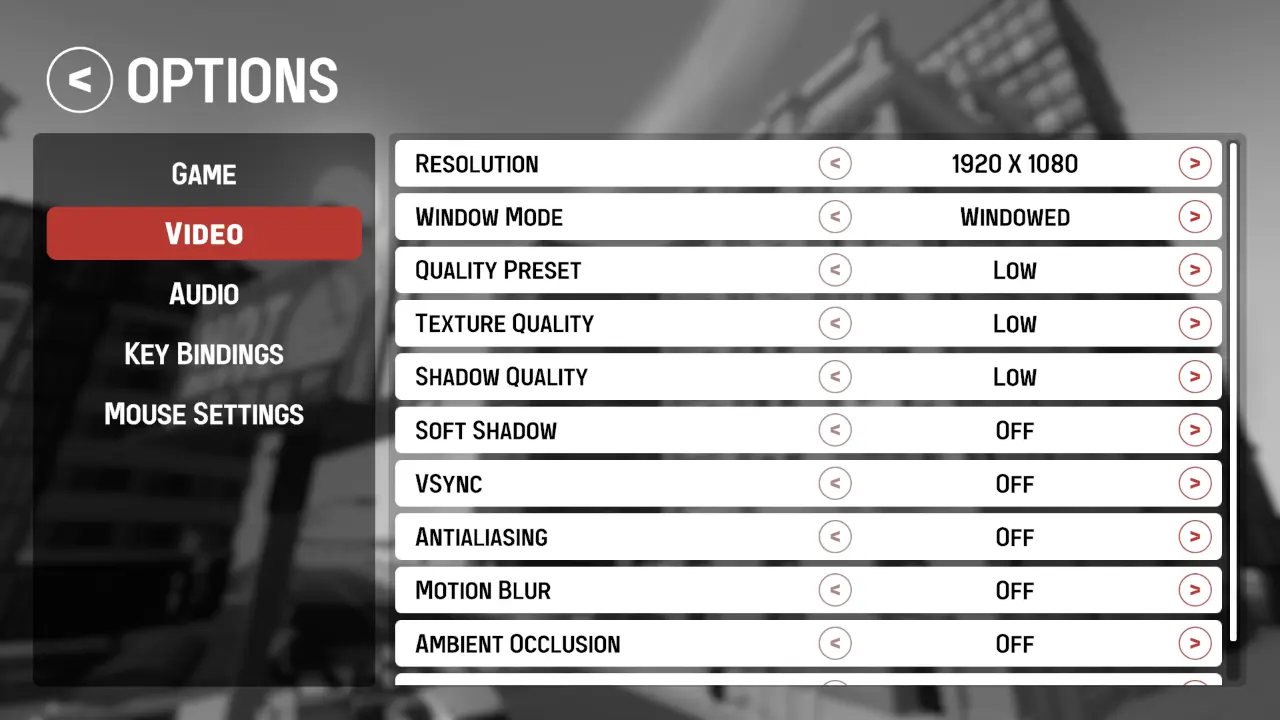 < OPTIONS
GAME
VIDEO
AUDIO
KEY BINDINGS
MOUSE SETTINGS
RESOLUTION < 1920 X 1080 >
WINDOW MODE < WINDOWED >
QUALITY PRESET < LOW >
TEXTURE QUALITY < LOW >
SHADOW QUALITY < LOW >
SOFT SHADOW < OFF >
VSYNC < OFF >
ANTIALIASING < OFF >
MOTION BLUR < OFF >
AMBIENT OCCLUSION < OFF >